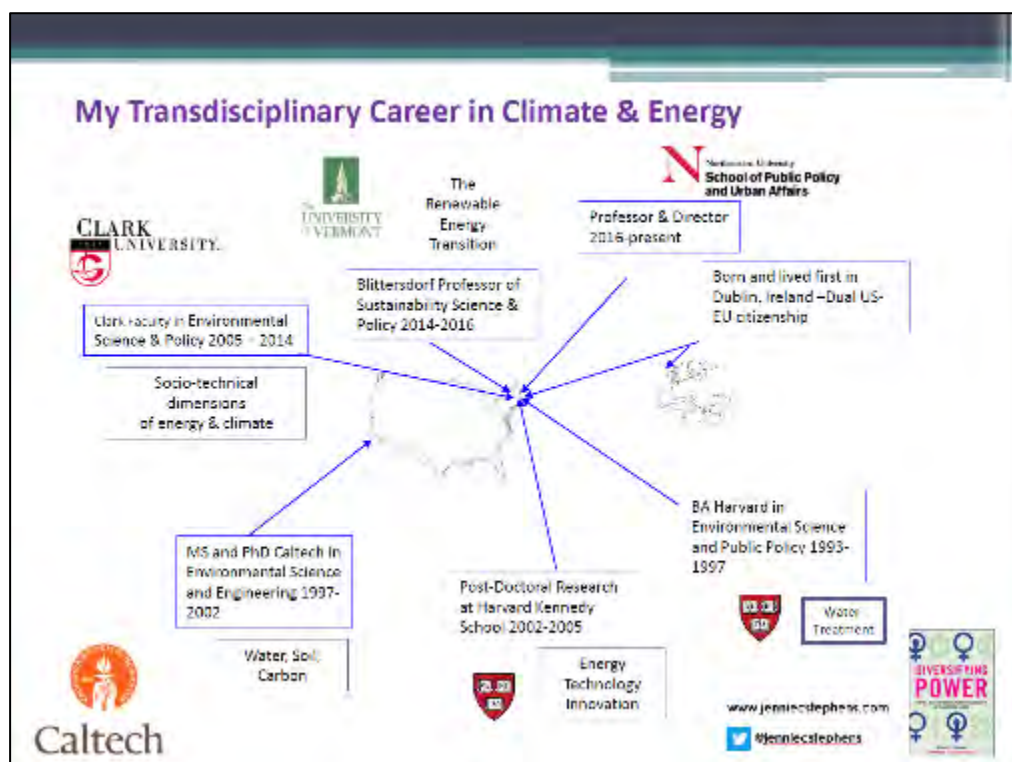 My Transdisciplinary Career in Climate & Energy
CLARK
UNIVERSITY
The
UNIVERSITY
of VERMONT
The
Renewable
Energy
Transition
N
Northeastern University
School of Public Policy
and Urban Affairs
Professor & Director
2016-present
Blittersdorf Professor of
Sustainability Science &
Policy 2014-2016
Born and lived first in
Dublin, Ireland –Dual US-
EU citizenship
Clark Faculty in Environmental
Science & Policy 2005 - 2014
Socio-technical
dimensions
of energy & climate
BA Harvard in
Environmental Science
and Public Policy 1993-
1997
MS and PhD Caltech in
Environmental Science
and Engineering 1997-
2002
Post-Doctoral Research
at Harvard Kennedy
School 2002-2005
Water
Treatment
Water, Soil,
Carbon
Energy
Technology
Innovation
DIVERSIFYING
POWER
www.jenniecstephens.com
@jenniecstephens
Caltech